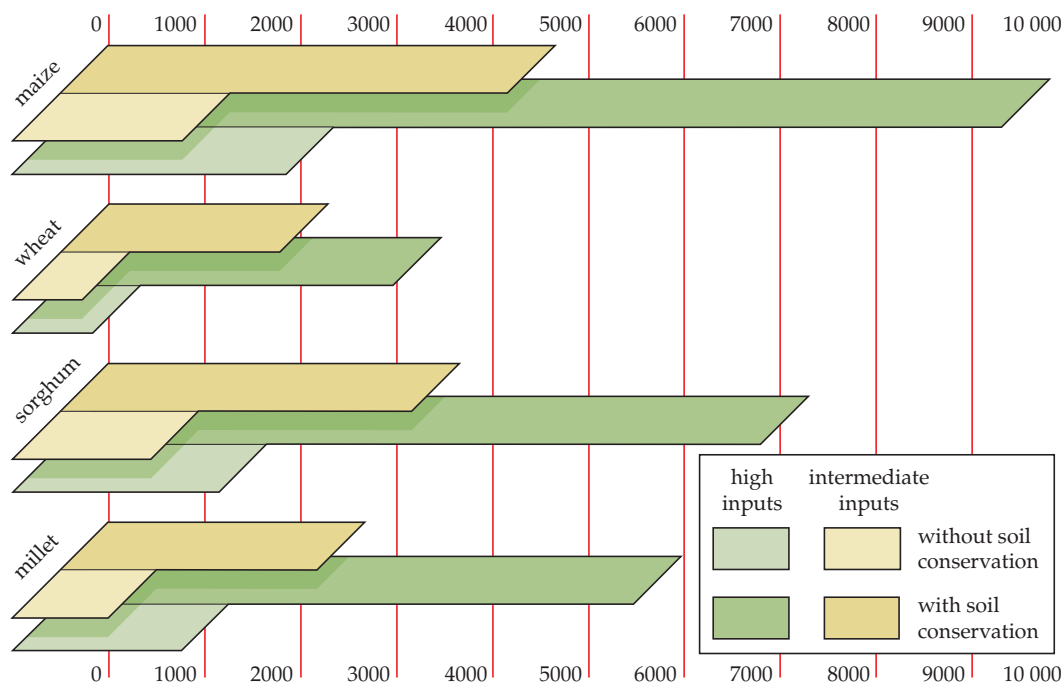 0 1000 2000 3000 4000 5000 6000 7000 8000 9000 10 000
maize
wheat
sorghum
millet
high inputs
intermediate inputs
without soil conservation
with soil conservation
0 1000 2000 3000 4000 5000 6000 7000 8000 9000 10 000